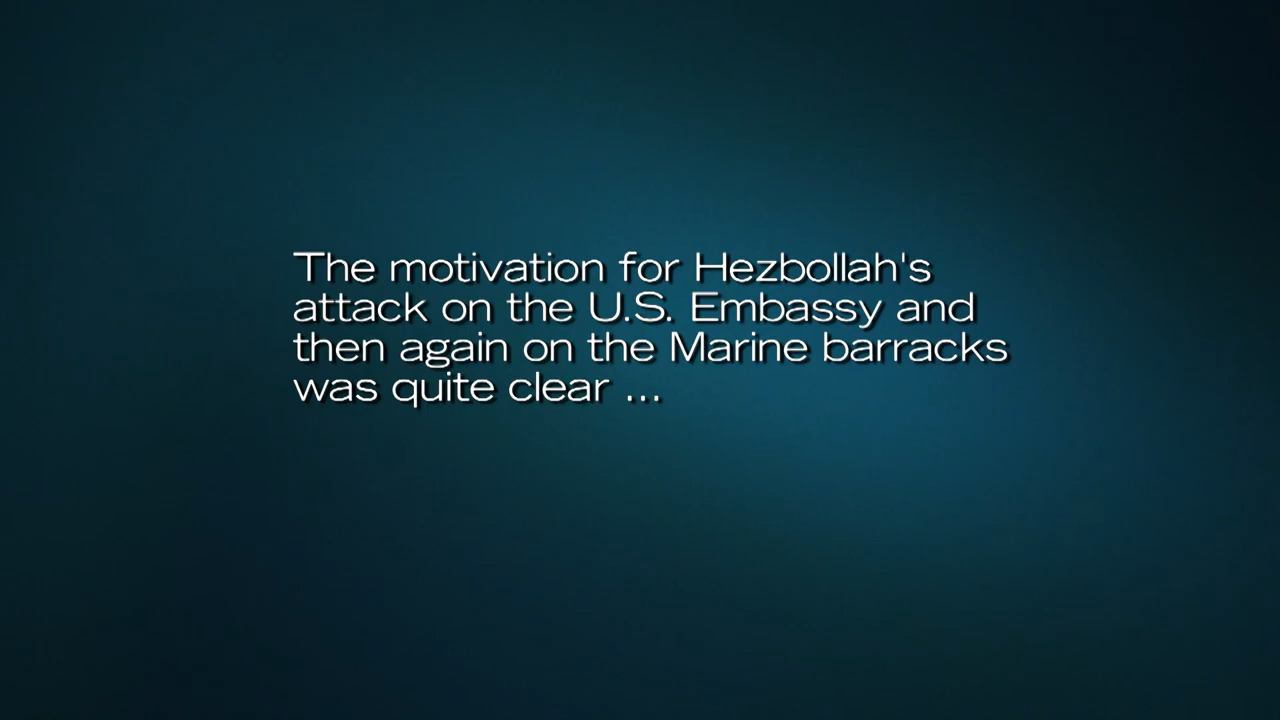 The motivation for Hezbollah's
attack on the U.S. Embassy and
then again on the Marine barracks
was quite clear ...